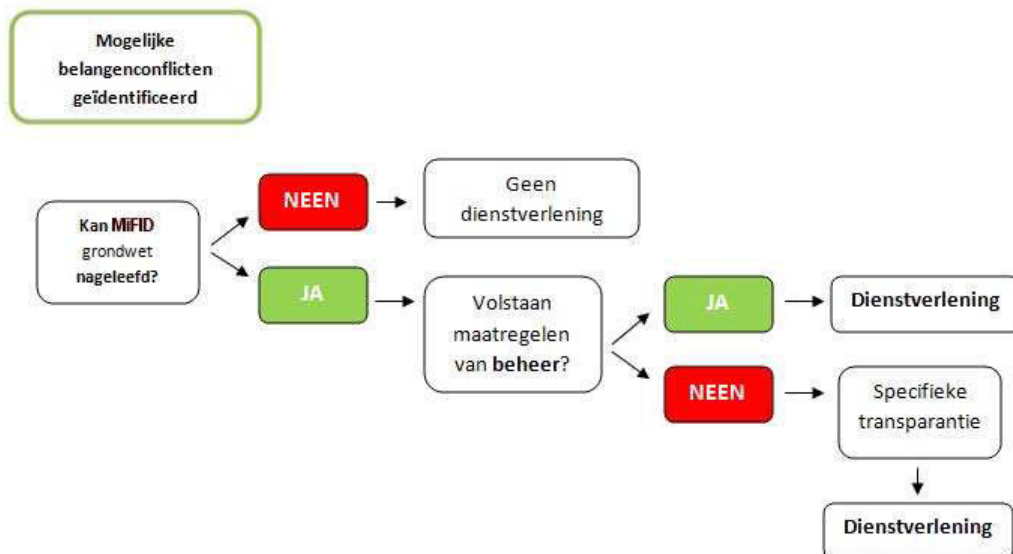 Mogelijke
belangenconflicten
geïdentificeerd
NEEN
Geen
dienstverlening
Kan MiFID
grondwet
nageleefd?
JA
Volstaan
maatregelen
van beheer?
JA
Dienstverlening
NEEN
Specifieke
transparantie
Dienstverlening